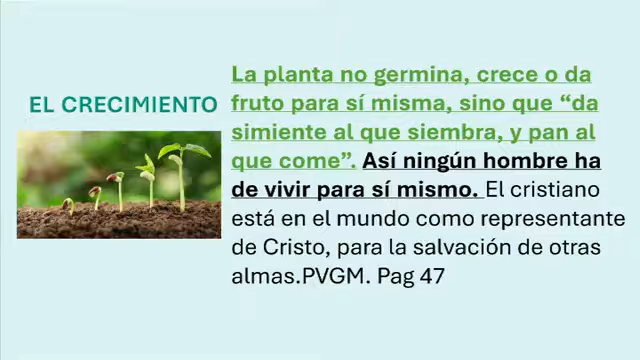 EL CRECIMIENTO
La planta no germina, crece o da
fruto para sí misma, sino que “da
simiente al que siembra, y pan al
que come”. Así ningún hombre ha
de vivir para sí mismo. El cristiano
está en el mundo como representante
de Cristo, para la salvación de otras
almas.PVGM. Pag 47